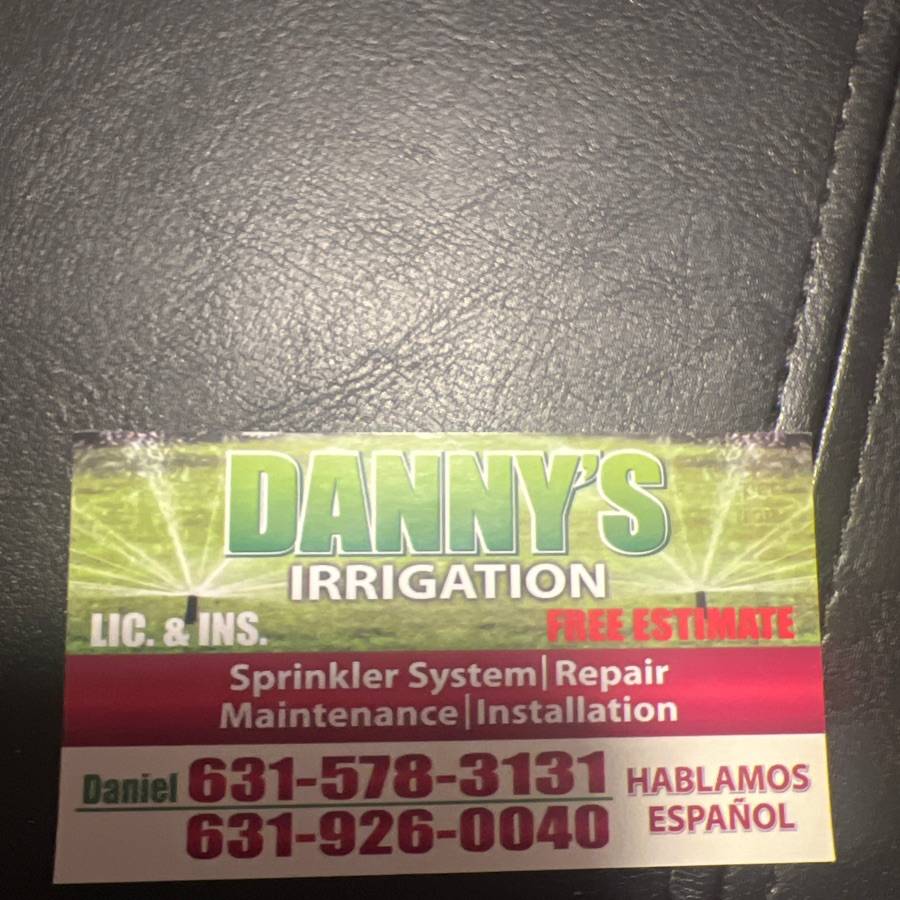 DANNY'S
IRRIGATION
LIC. & INS.
FREE ESTIMATE
Sprinkler System|Repair
Maintenance|Installation
Daniel 631-578-3131
631-926-0040
HABLAMOS
ESPAÑOL